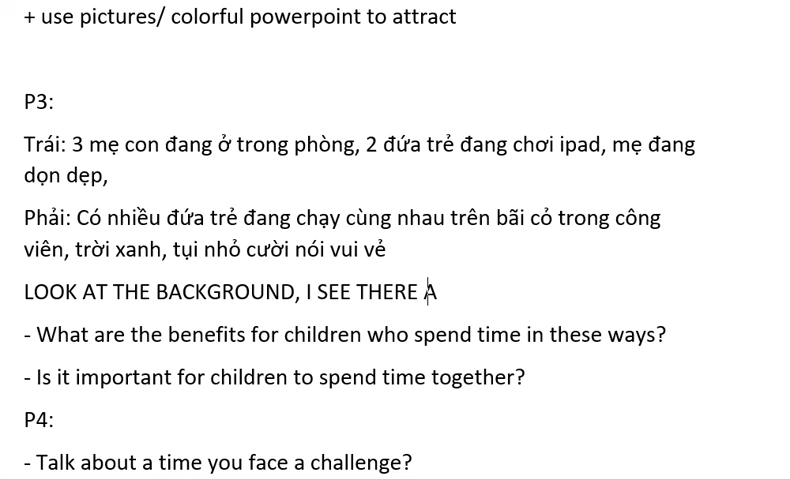 + use pictures/ colorful powerpoint to attract
P3:
Trái: 3 mẹ con đang ở trong phòng, 2 đứa trẻ đang chơi ipad, mẹ đang
dọn dẹp,
Phải: Có nhiều đứa trẻ đang chạy cùng nhau trên bãi cỏ trong công
viên, trời xanh, tụi nhỏ cười nói vui vẻ
LOOK AT THE BACKGROUND, I SEE THERE A
- What are the benefits for children who spend time in these ways?
- Is it important for children to spend time together?
P4:
- Talk about a time you face a challenge?